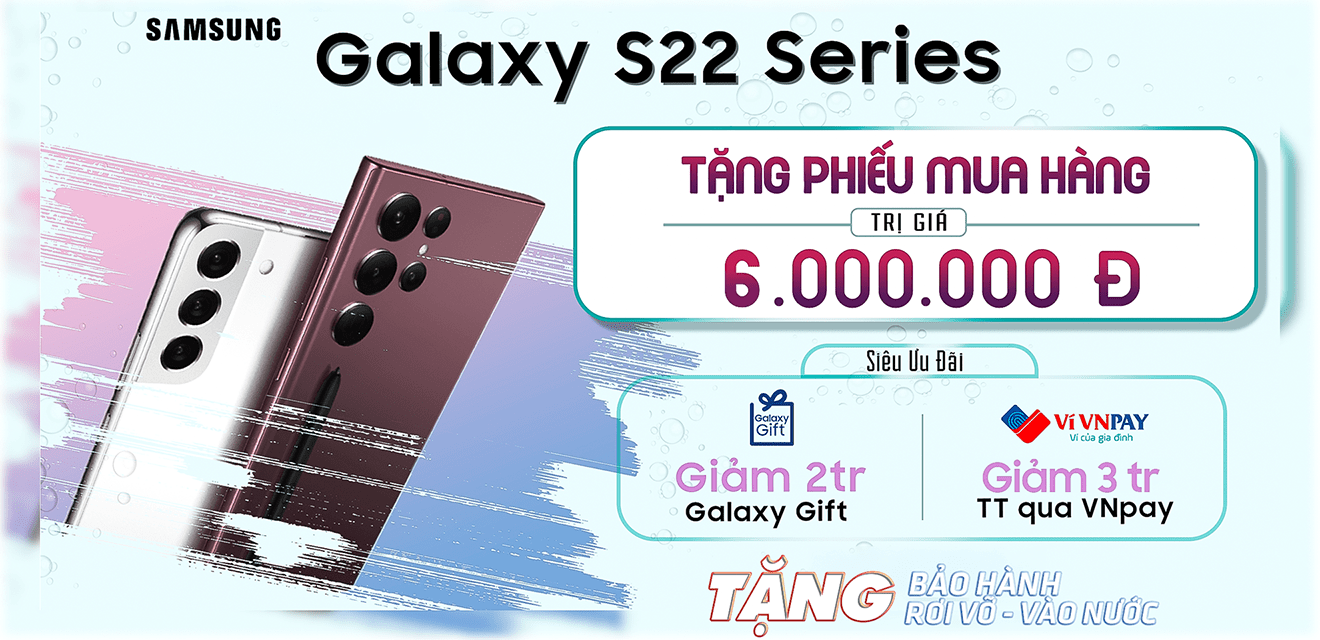 SAMSUNG
Galaxy S22 Series
TẶNG PHIẾU MUA HÀNG
TRỊ GIÁ
6.000.000 Đ
Siêu Ưu Đãi
Galaxy
Gift
Giảm 2tr
Galaxy Gift
Ví VNPAY
Ví của gia đình
Giảm 3 tr
TT qua VNpay
TẶNG
BẢO HÀNH
RƠI VỠ - VÀO NƯỚC